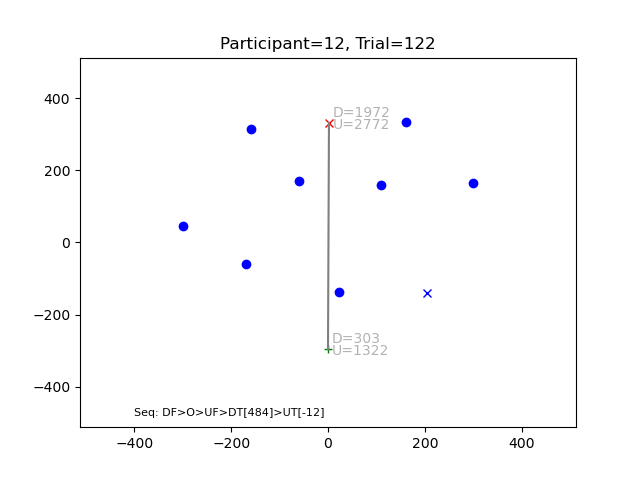 Participant=12, Trial=122
D=1972
U=2772
D=303
U=1322
Seq: DF>O>UF>DT[484]>UT[-12]
400
200
0
−200
−400
−400
−200
0
200
400